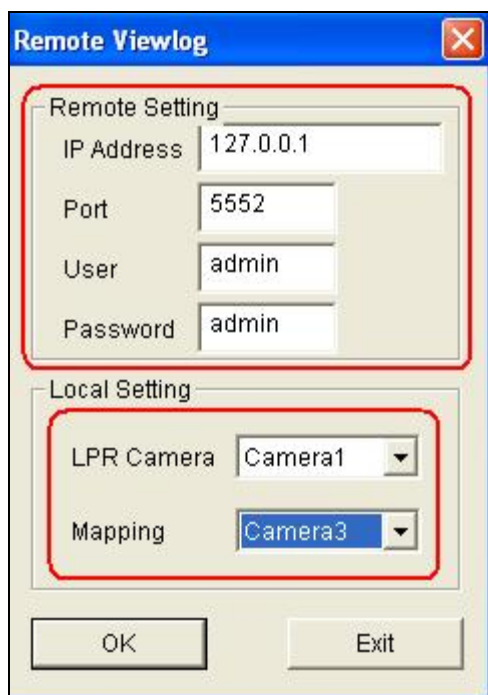 Remote Viewlog
Remote Setting
IP Address 127.0.0.1
Port 5552
User admin
Password admin
Local Setting
LPR Camera Camera1
Mapping Camera3
OK Exit